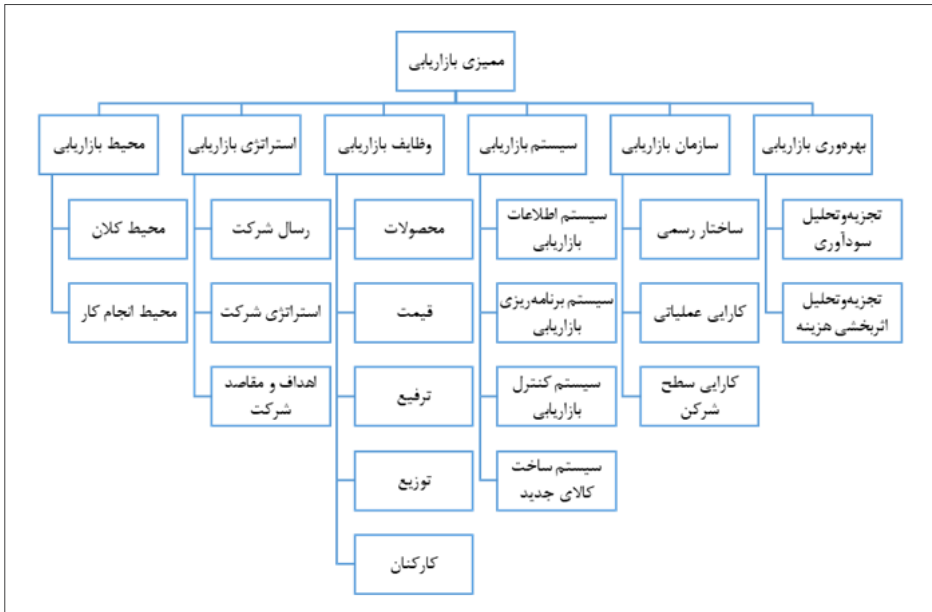 ممیزی بازاریابی
محیط بازاریابی
محیط کلان
محیط انجام کار
استراتژی بازاریابی
رسال شرکت
استراتژی شرکت
اهداف و مقاصد
شرکت
وظایف بازاریابی
محصولات
قیمت
ترفیع
توزیع
کارکنان
سیستم بازاریابی
سیستم اطلاعات
بازاریابی
سیستم برنامه‌ریزی
بازاریابی
سیستم کنترل
بازاریابی
سیستم ساخت
کالای جدید
سازمان بازاریابی
ساختار رسمی
کارایی عملیاتی
کارایی سطح
شرکن
بهره‌وری بازاریابی
تجزیه‌وتحلیل
سودآوری
تجزیه‌وتحلیل
اثربخشی هزینه